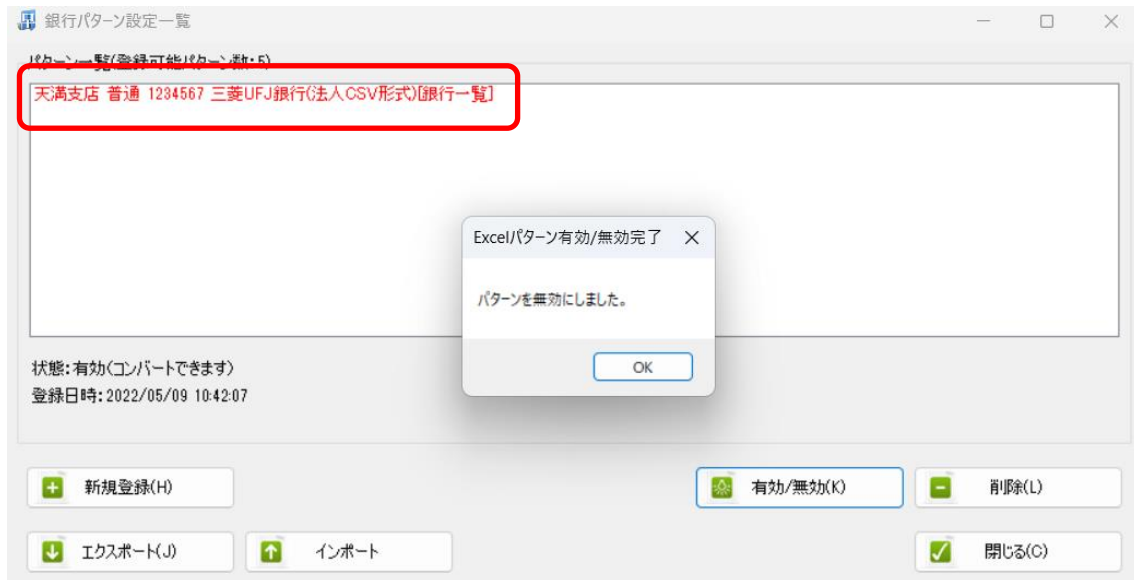 銀行パターン設定一覧
パターン一覧(登録可能パターン数:5)
天満支店 普通 1234567 三菱UFJ銀行(法人CSV形式)[銀行一覧]
Excelパターン有効/無効完了
パターンを無効にしました。
OK
状態:有効(コンバートできます)
登録日時:2022/05/09 10:42:07
新規登録(H)
有効/無効(K)
削除(L)
エクスポート(J)
インポート
閉じる(C)